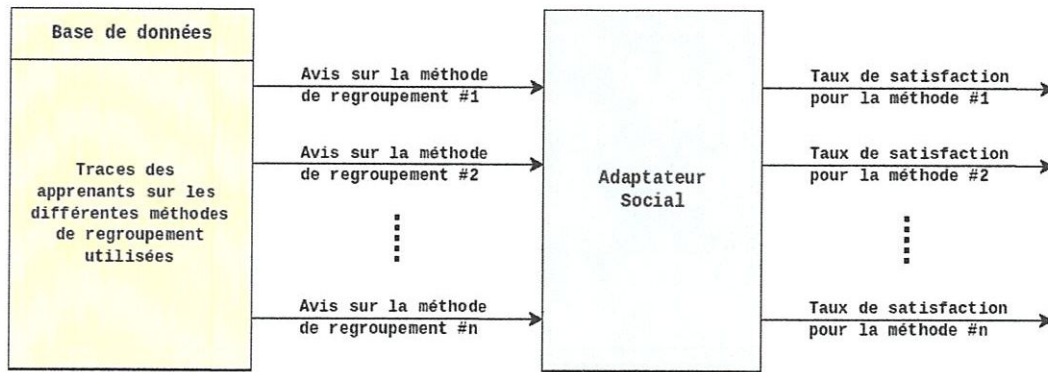 Base de données
Traces des
apprenants sur les
différentes méthodes
de regroupement
utilisées
Avis sur la méthode
de regroupement #1
Avis sur la méthode
de regroupement #2
Avis sur la méthode
de regroupement #n
Adaptateur
Social
Taux de satisfaction
pour la méthode #1
Taux de satisfaction
pour la méthode #2
Taux de satisfaction
pour la méthode #n